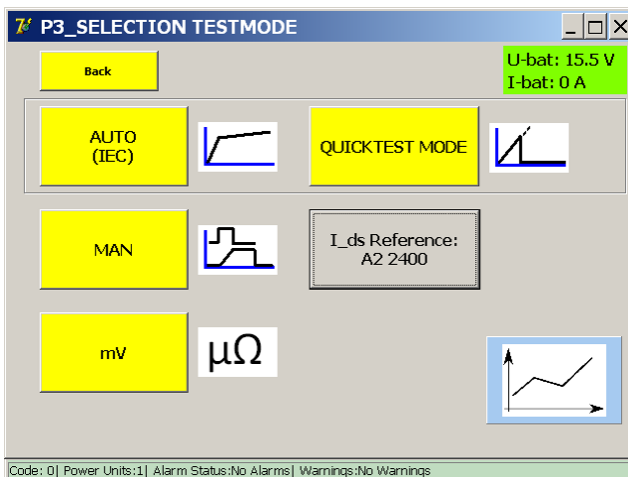 P3_SELECTION TESTMODE
Back
U-bat: 15.5 V
I-bat: 0 A
AUTO
(IEC)
QUICKTEST MODE
MAN
I_ds Reference:
A2 2400
mV
μΩ
Code: 0| Power Units:1| Alarm Status:No Alarms| Warnings:No Warnings